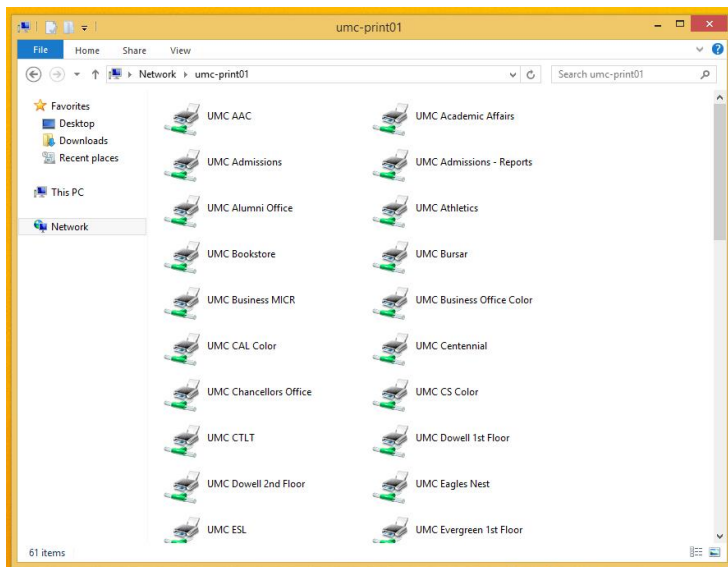 umc-print01
File Home Share View
Network umc-print01 Search umc-print01
Favorites
Desktop
Downloads
Recent places
This PC
Network
UMC AAC UMC Academic Affairs
UMC Admissions UMC Admissions - Reports
UMC Alumni Office UMC Athletics
UMC Bookstore UMC Bursar
UMC Business MICR UMC Business Office Color
UMC CAL Color UMC Centennial
UMC Chancellors Office UMC CS Color
UMC CTLT UMC Dowell 1st Floor
UMC Dowell 2nd Floor UMC Eagles Nest
UMC ESL UMC Evergreen 1st Floor
61 items